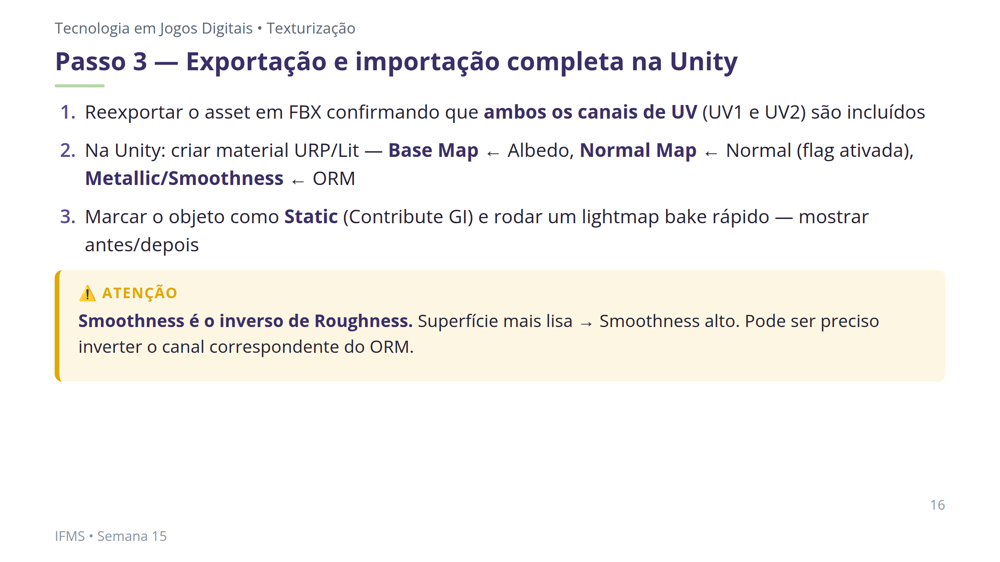 Tecnologia em Jogos Digitais • Texturização
Passo 3 — Exportação e importação completa na Unity
1. Reexportar o asset em FBX confirmando que ambos os canais de UV (UV1 e UV2) são incluídos
2. Na Unity: criar material URP/Lit — Base Map ← Albedo, Normal Map ← Normal (flag ativada),
Metallic/Smoothness ← ORM
3. Marcar o objeto como Static (Contribute GI) e rodar um lightmap bake rápido — mostrar
antes/depois
⚠️ ATENÇÃO
Smoothness é o inverso de Roughness. Superfície mais lisa → Smoothness alto. Pode ser preciso
inverter o canal correspondente do ORM.
16
IFMS • Semana 15